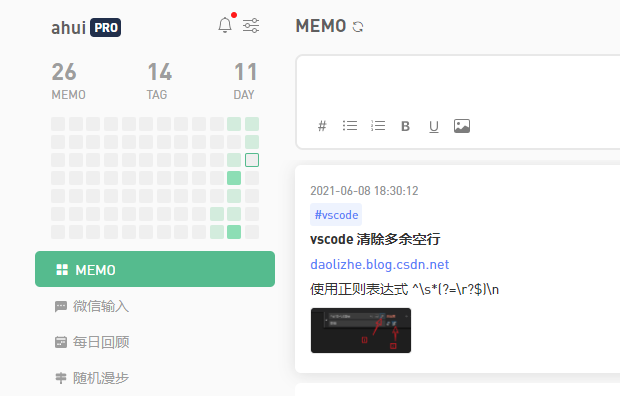 ahui PRO
26 14 11
MEMO TAG DAY
MEMO
微信输入
每日回顾
随机漫步
MEMO
# B U
2021-06-08 18:30:12
#vscode
vscode 清除多余空行
daolizhe.blog.csdn.net
使用正则表达式 ^\s*(?=\r?$)\n